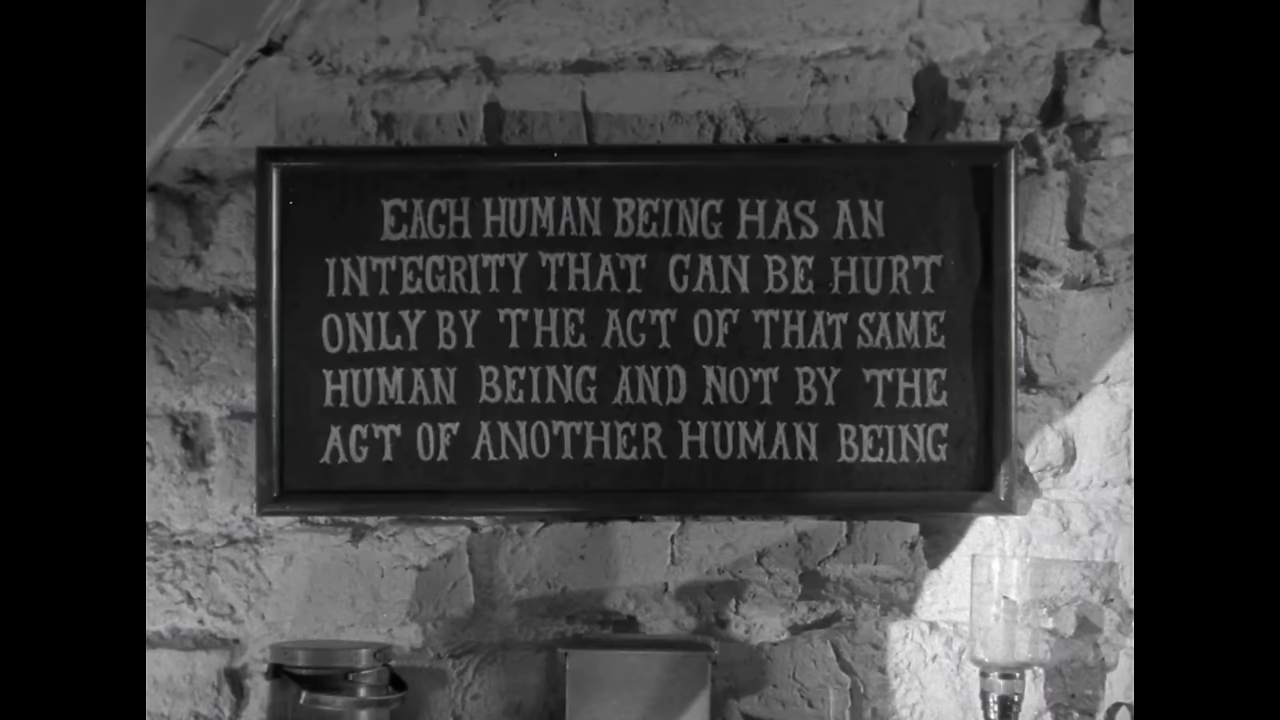 EACH HUMAN BEING HAS AN
INTEGRITY THAT CAN BE HURT
ONLY BY THE ACT OF THAT SAME
HUMAN BEING AND NOT BY THE
ACT OF ANOTHER HUMAN BEING